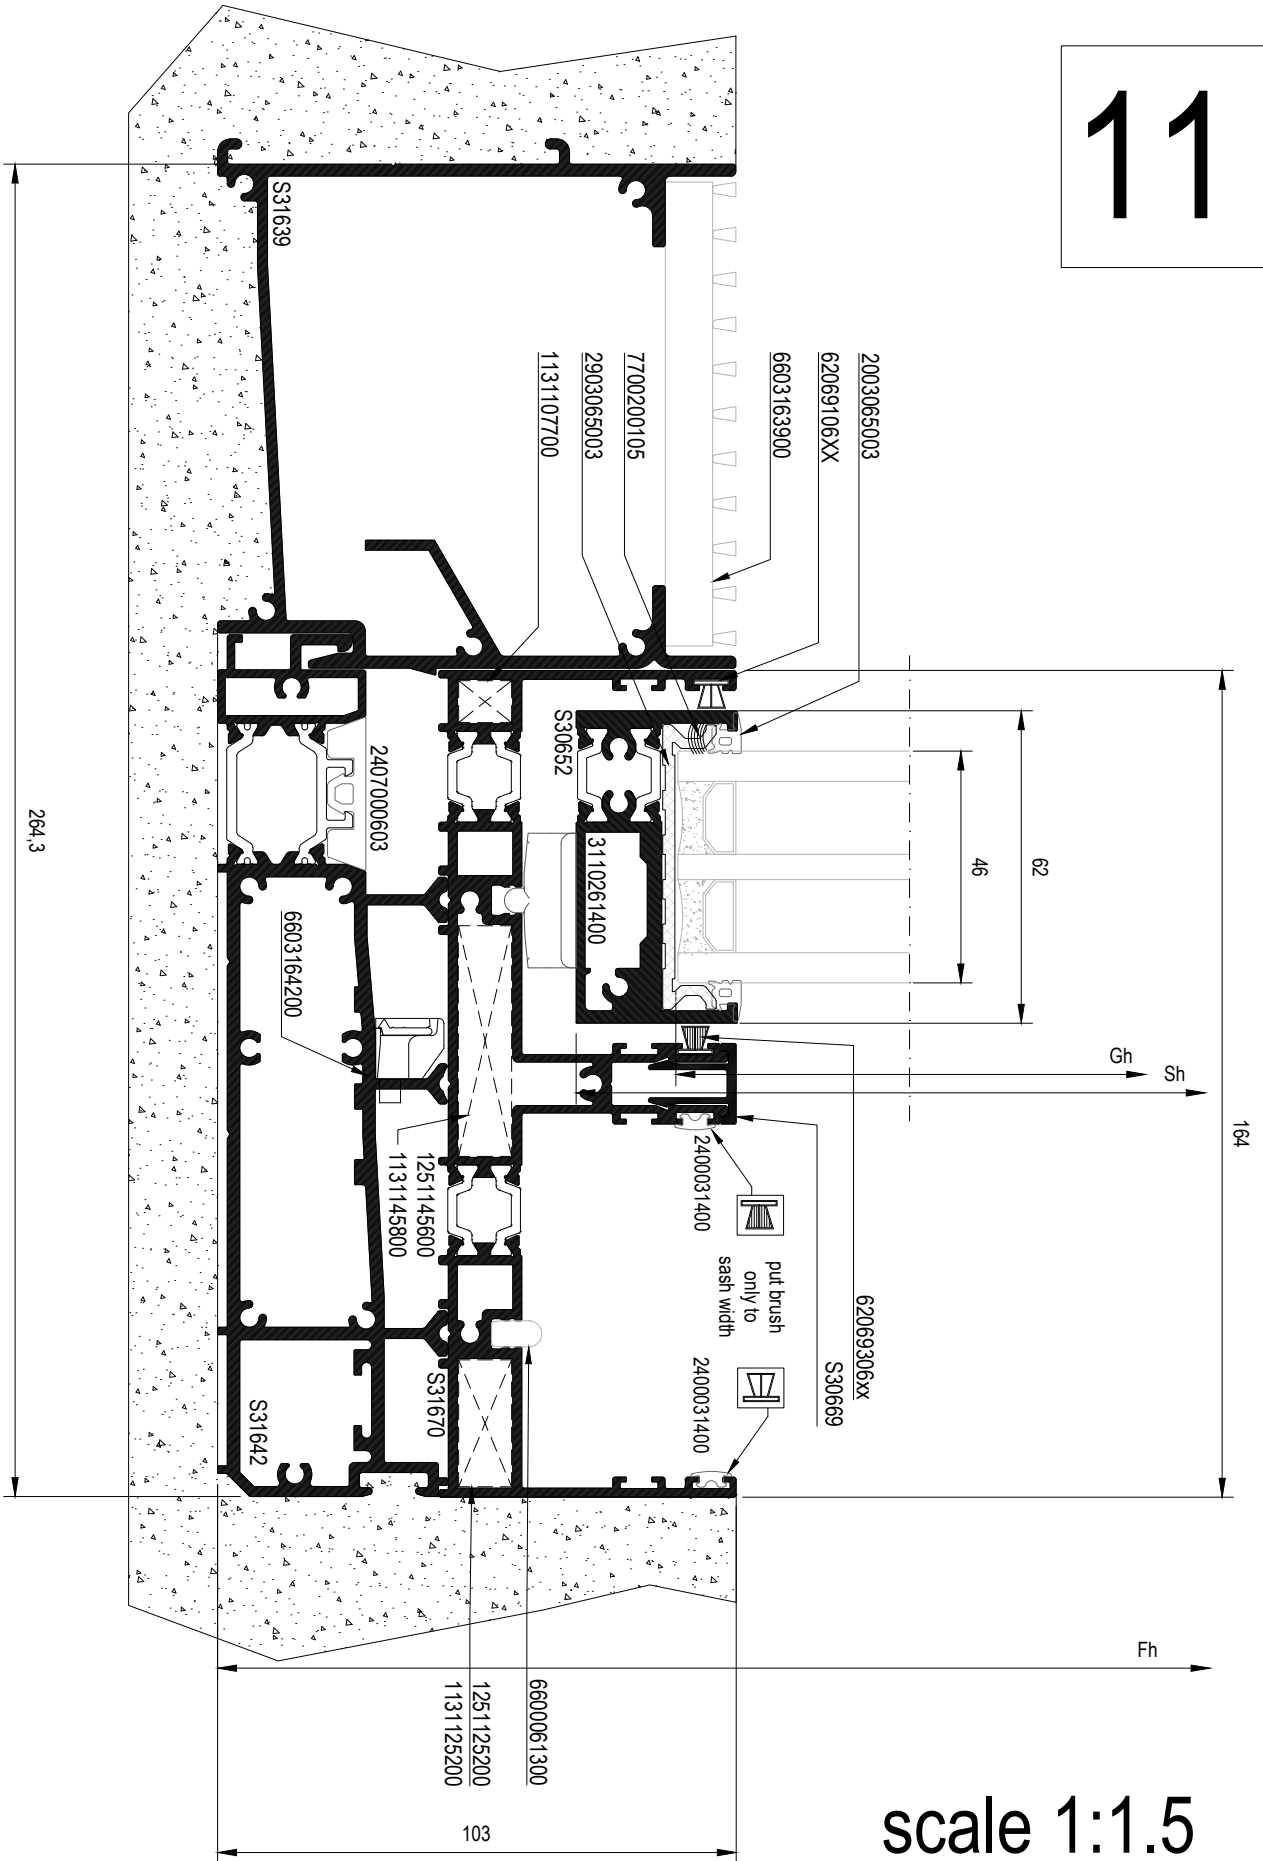 11
S31639
1131107700
2903065003
7700200105
6603163900
62069106XX
2003065003
S30652
2407000603
3110261400
6603164200
264,3
46
62
164
Gh
Sh
1251145600
1131145800
2400031400
put brush
only to
sash width
62069306xx
S30669
2400031400
S31670
S31642
Fh
6600061300
1251125200
1131125200
103
scale 1:1.5